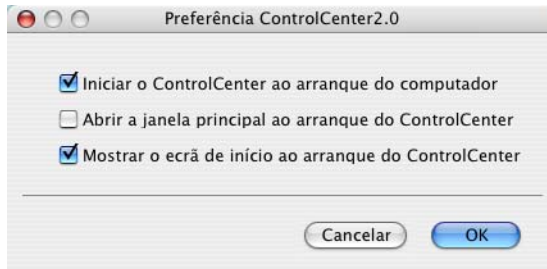 Preferência ControlCenter2.0
Iniciar o ControlCenter ao arranque do computador
Abrir a janela principal ao arranque do ControlCenter
Mostrar o ecrã de início ao arranque do ControlCenter
Cancelar
OK